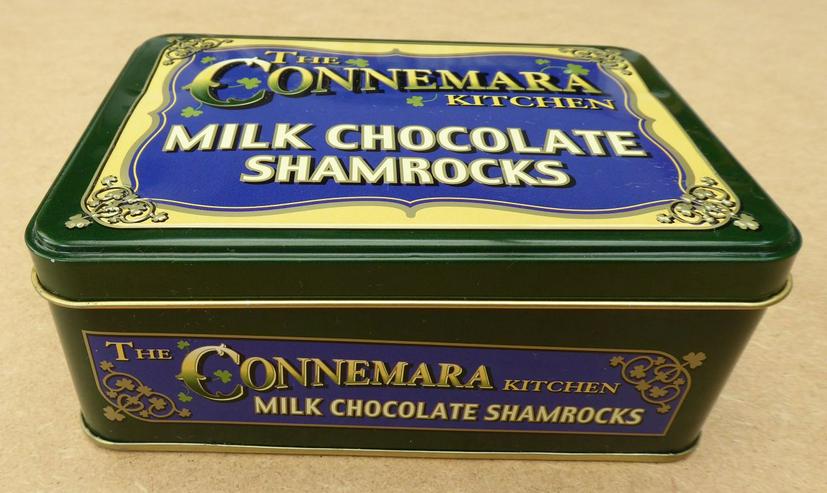 THE
CONNEMARA
KITCHEN
MILK CHOCOLATE
SHAMROCKS
THE CONNEMARA KITCHEN
MILK CHOCOLATE SHAMROCKS